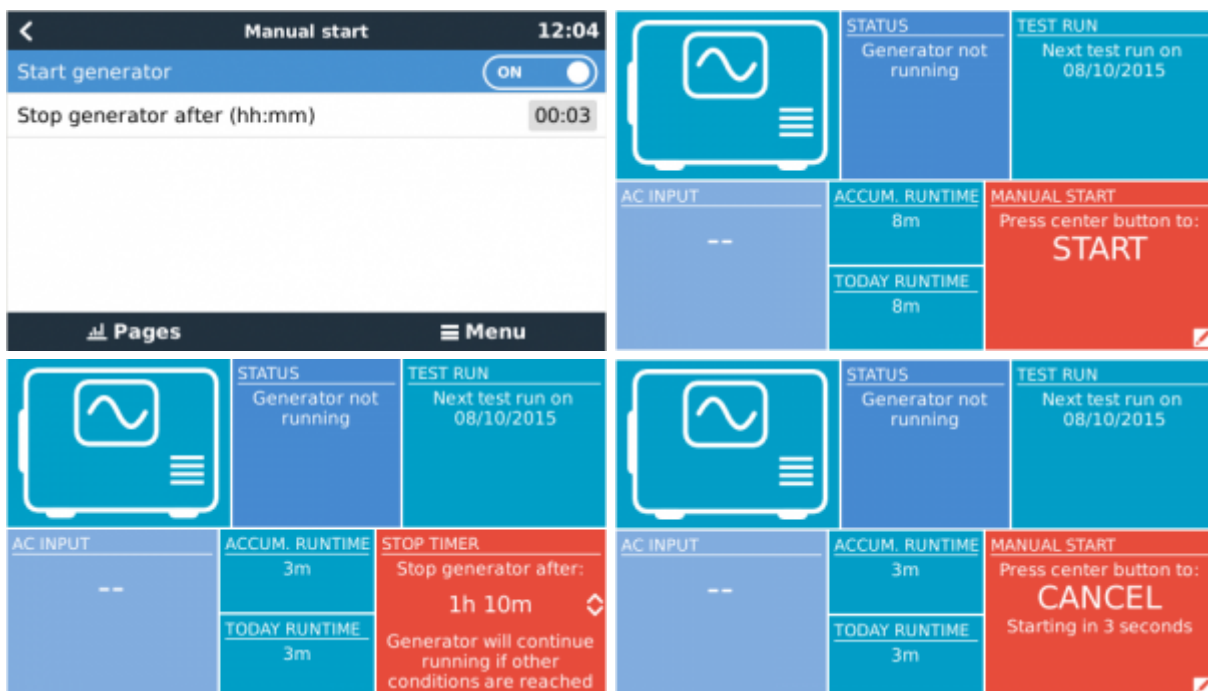 Manual start
12:04
Start generator
ON
Stop generator after (hh:mm)
00:03
Pages
Menu
STATUS
Generator not
running
TEST RUN
Next test run on
08/10/2015
AC INPUT
--
ACCUM. RUNTIME
8m
TODAY RUNTIME
8m
MANUAL START
Press center button to:
START
STATUS
Generator not
running
TEST RUN
Next test run on
08/10/2015
AC INPUT
--
ACCUM. RUNTIME
3m
TODAY RUNTIME
3m
STOP TIMER
Stop generator after:
1h 10m
Generator will continue
running if other
conditions are reached
STATUS
Generator not
running
TEST RUN
Next test run on
08/10/2015
AC INPUT
--
ACCUM. RUNTIME
3m
TODAY RUNTIME
3m
MANUAL START
Press center button to:
CANCEL
Starting in 3 seconds